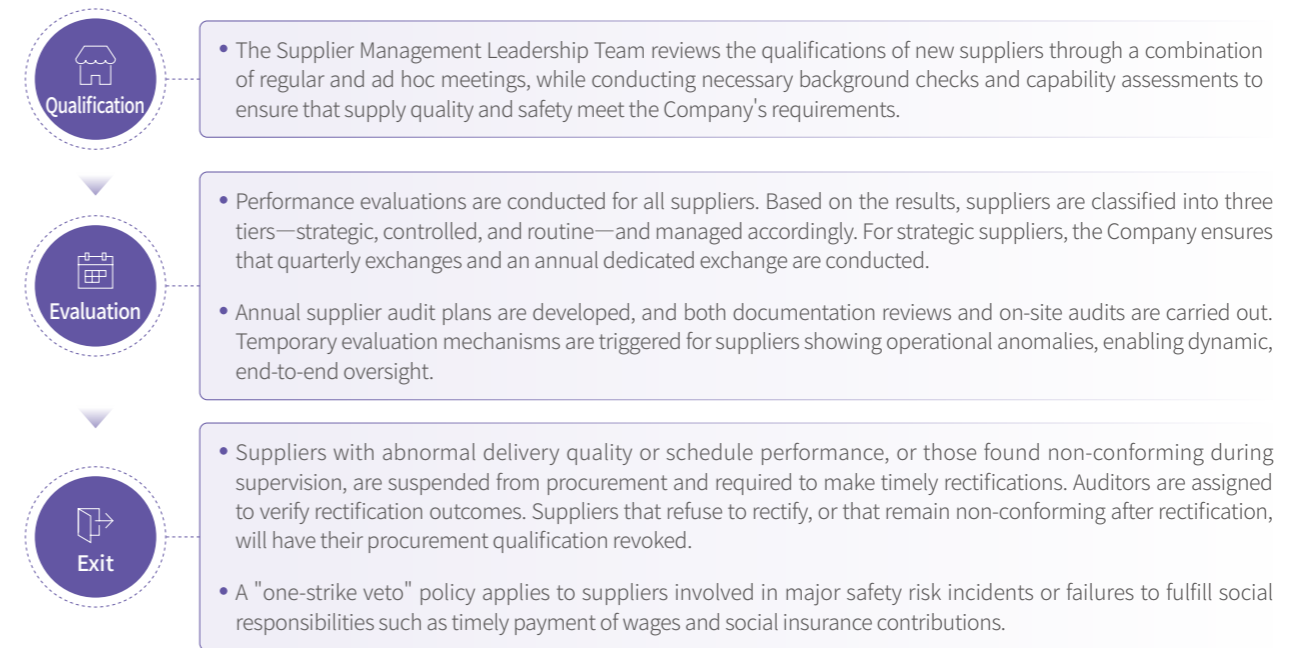 Qualification
• The Supplier Management Leadership Team reviews the qualifications of new suppliers through a combination
of regular and ad hoc meetings, while conducting necessary background checks and capability assessments to
ensure that supply quality and safety meet the Company's requirements.
Evaluation
• Performance evaluations are conducted for all suppliers. Based on the results, suppliers are classified into three
tiers—strategic, controlled, and routine—and managed accordingly. For strategic suppliers, the Company ensures
that quarterly exchanges and an annual dedicated exchange are conducted.
• Annual supplier audit plans are developed, and both documentation reviews and on-site audits are carried out.
Temporary evaluation mechanisms are triggered for suppliers showing operational anomalies, enabling dynamic,
end-to-end oversight.
Exit
• Suppliers with abnormal delivery quality or schedule performance, or those found non-conforming during
supervision, are suspended from procurement and required to make timely rectifications. Auditors are assigned
to verify rectification outcomes. Suppliers that refuse to rectify, or that remain non-conforming after rectification,
will have their procurement qualification revoked.
• A "one-strike veto" policy applies to suppliers involved in major safety risk incidents or failures to fulfill social
responsibilities such as timely payment of wages and social insurance contributions.